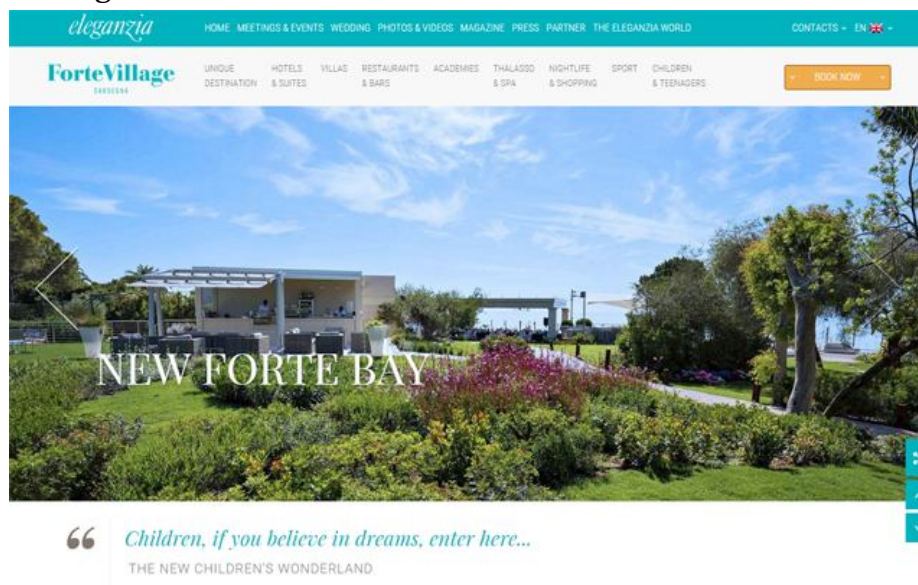 eleganzia
HOME MEETINGS & EVENTS WEDDING PHOTOS & VIDEOS MAGAZINE PRESS PARTNER THE ELEGANZIA WORLD
CONTACTS EN
ForteVillage
SARDEGNA
UNIQUE DESTINATION
HOTELS & SUITES
VILLAS
RESTAURANTS & BARS
ACADEMIES
THALASSO & SPA
NIGHTLIFE & SHOPPING
SPORT
CHILDREN & TEENAGERS
BOOK NOW
NEW FORTE BAY
“ Children, if you believe in dreams, enter here...
THE NEW CHILDREN'S WONDERLAND